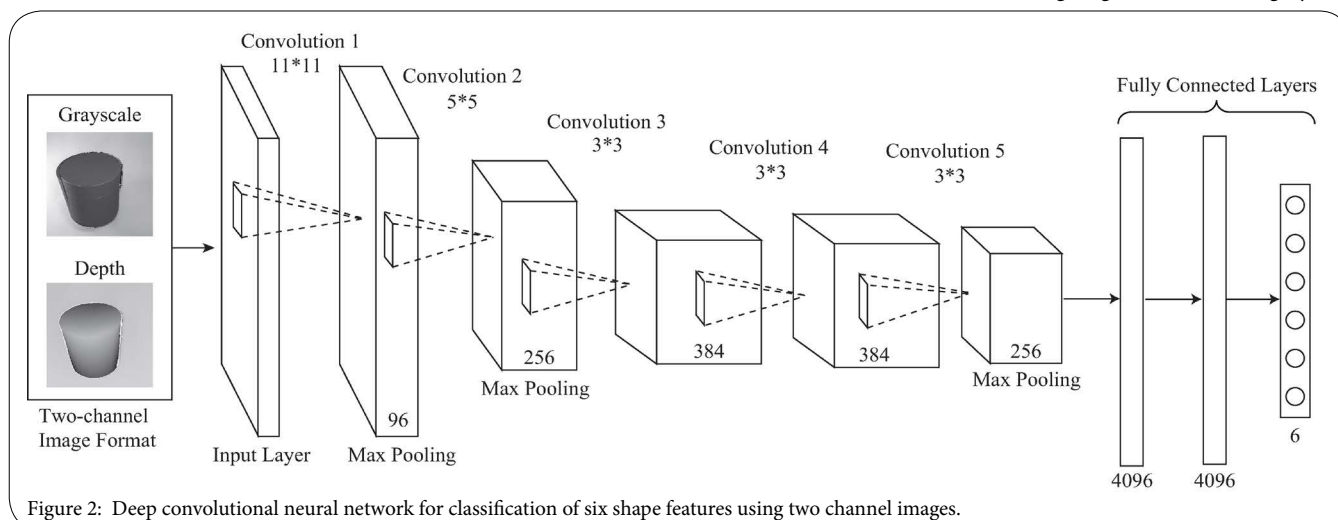 Convolution 1
11*11
Convolution 2
5*5
Convolution 3
3*3
Convolution 4
3*3
Convolution 5
3*3
Fully Connected Layers
Grayscale
Depth
Two-channel
Image Format
Input Layer
96
Max Pooling
256
Max Pooling
384
384
256
Max Pooling
4096
4096
6
Figure 2: Deep convolutional neural network for classification of six shape features using two channel images.